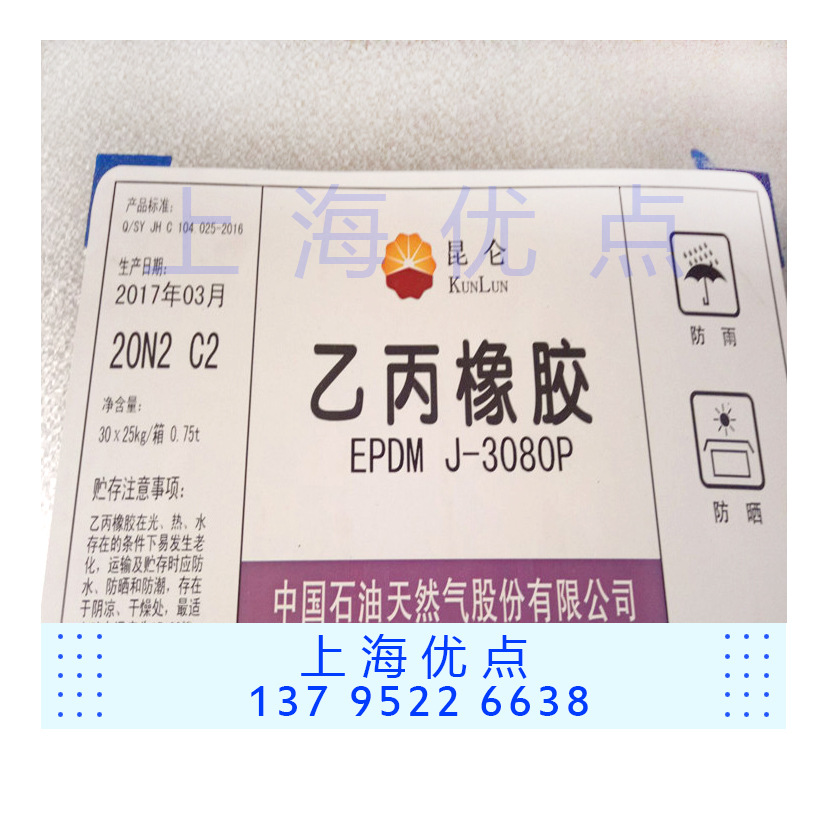 产品标准:
Q/SY JH C 104 025-2016
生产日期:
2017年03月
20N2 C2
净含量:
30x25kg/箱 0.75t
贮存注意事项:
乙丙橡胶在光、热、水
存在的条件下易发生老
化，运输及贮存时应防
水、防晒和防潮，存在
于阴凉、干燥处，最适
上海优点
昆仑
KUNLUN
乙丙橡胶
EPDM J-3080P
中国石油天然气股份有限公司
防雨
防晒
上海优点
137 9522 6638